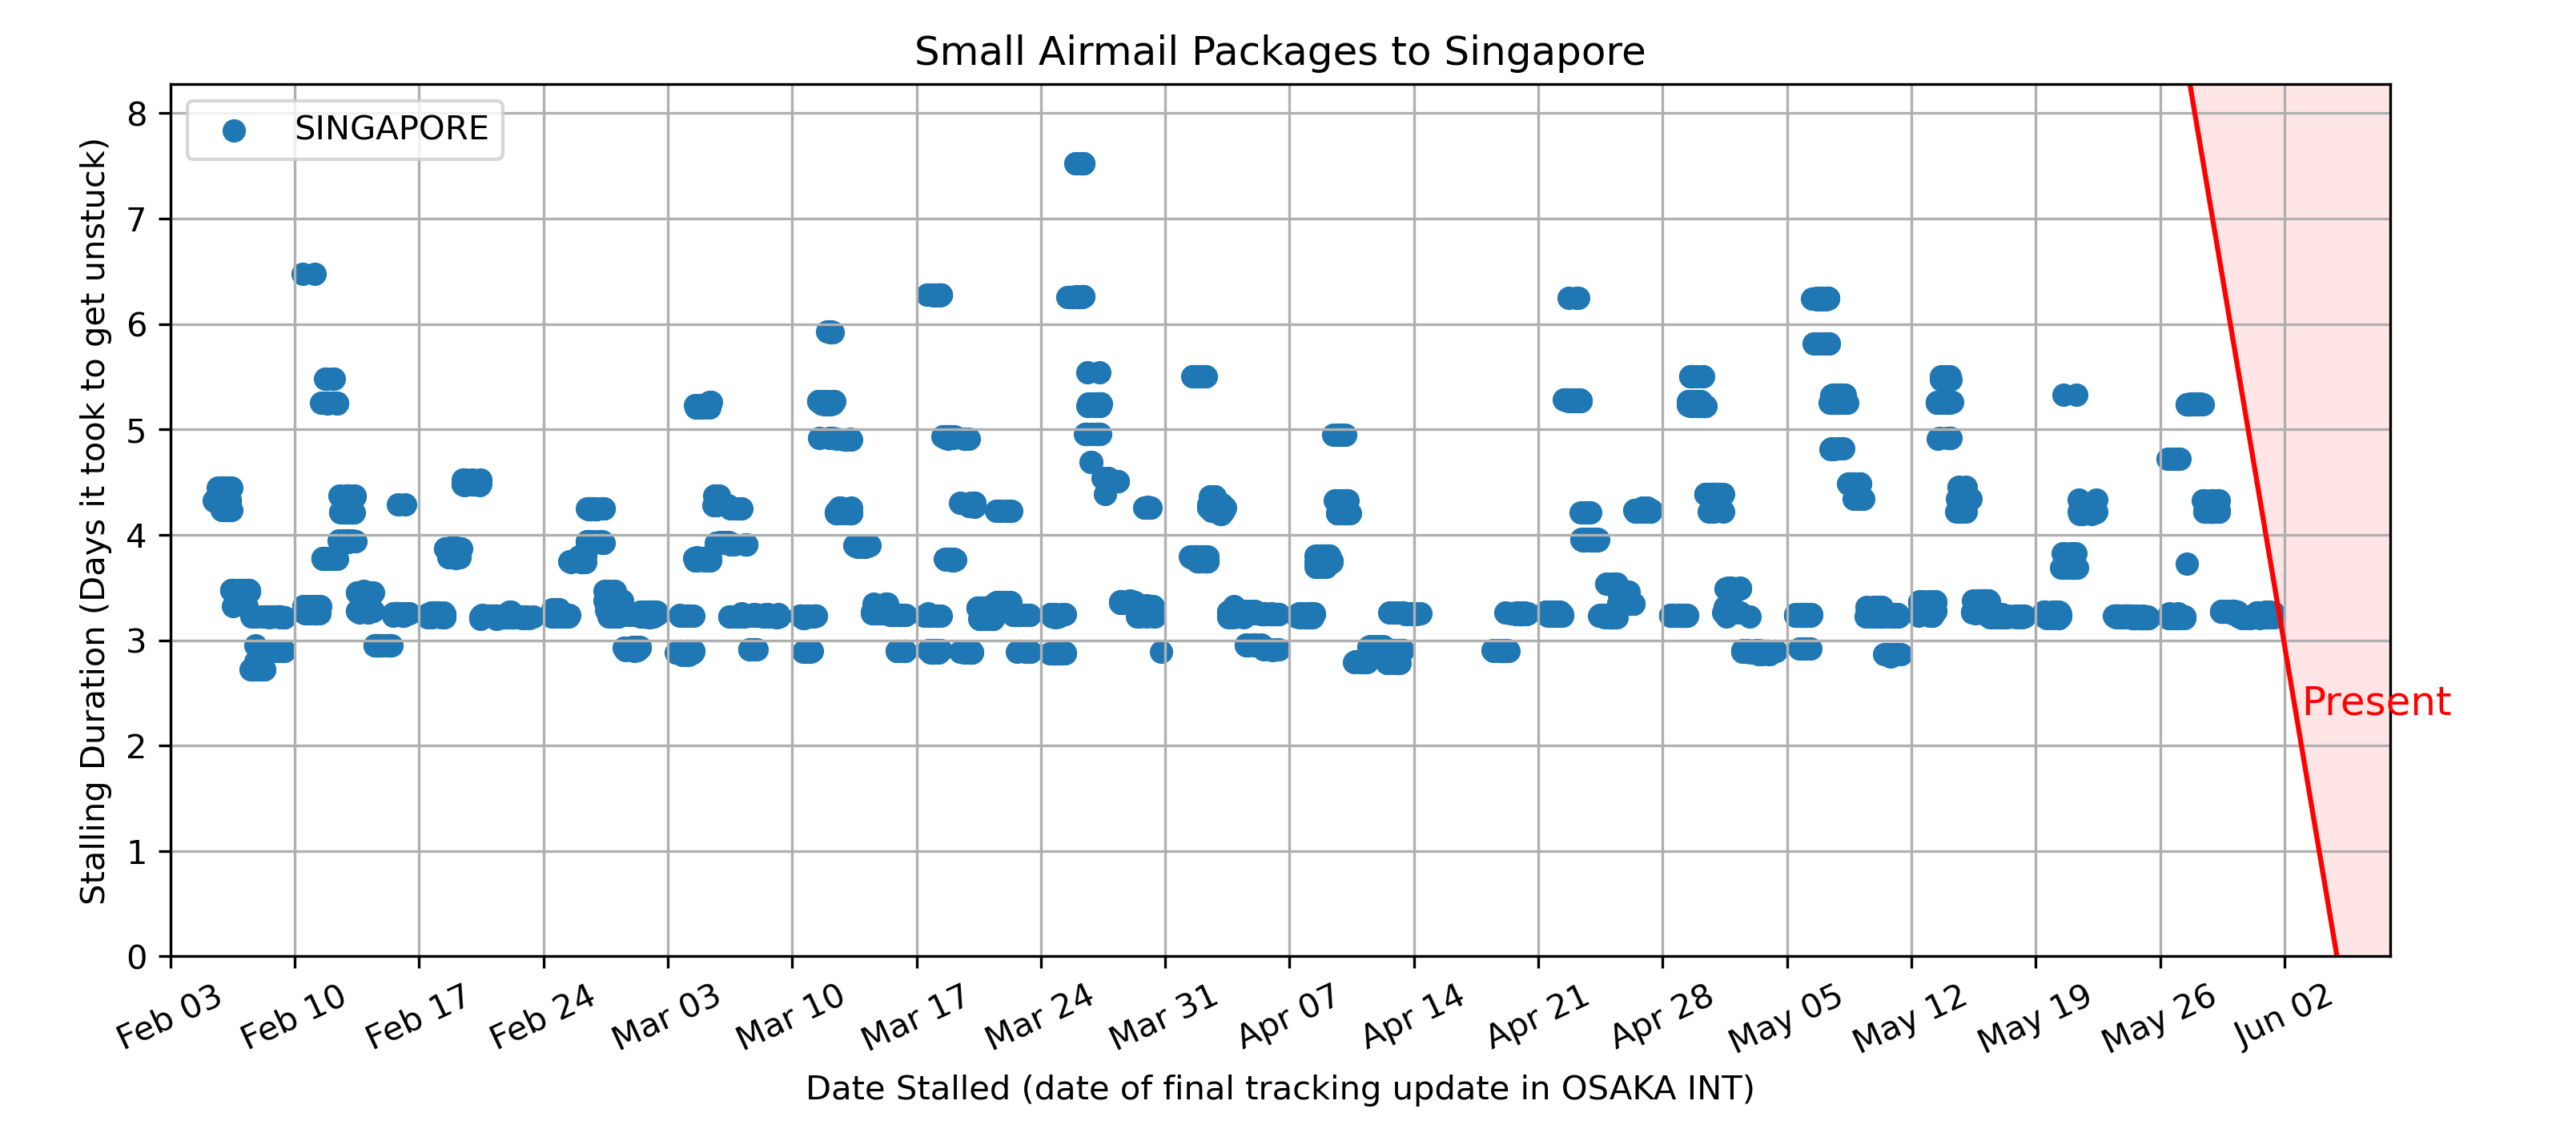 Small Airmail Packages to Singapore
SINGAPORE
Stalling Duration (Days it took to get unstuck)
8
7
6
5
4
3
2
1
0
Present
Feb 03
Feb 10
Feb 17
Feb 24
Mar 03
Mar 10
Mar 17
Mar 24
Mar 31
Apr 07
Apr 14
Apr 21
Apr 28
May 05
May 12
May 19
May 26
Jun 02
Date Stalled (date of final tracking update in OSAKA INT)